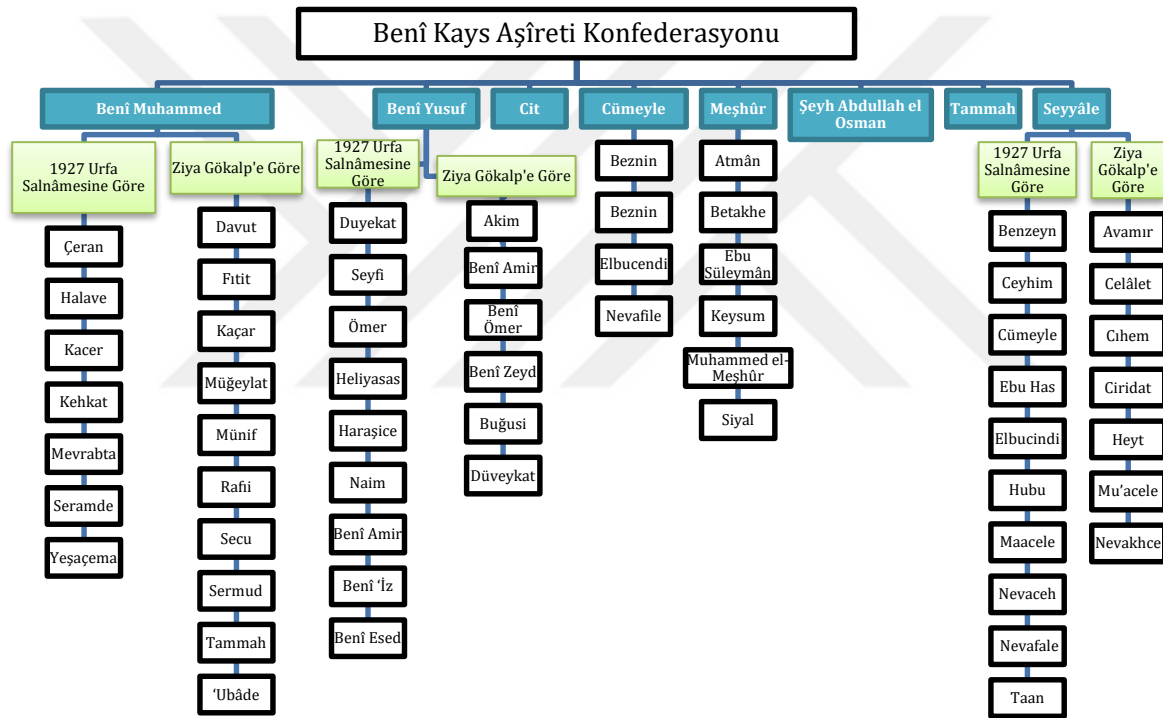 Benî Kays Aşîreti Konfederasyonu
Benî Muhammed
1927 Urfa
Salnâmesine Göre
Çeran
Halave
Kacer
Kehkat
Mevrabta
Seramde
Yeşaçema
Ziya Gökalp'e Göre
Davut
Fıtit
Kaçar
Müğeylat
Münif
Rafii
Secu
Sermud
Tammah
‘Ubâde
Benî Yusuf
1927 Urfa
Salnâmesine
Göre
Duyekat
Seyfi
Ömer
Heliyasas
Haraşice
Naim
Benî Amir
Benî ‘İz
Benî Esed
Ziya Gökalp'e Göre
Akim
Benî Amir
Benî
Ömer
Benî Zeyd
Buğusi
Düveykat
Cit
Cümeyle
Beznin
Beznin
Elbucendi
Nevafile
Meşhûr
Atmân
Betakhe
Ebu
Süleymân
Keysum
Muhammed el-
Meşhûr
Siyal
Şeyh Abdullah el
Osman
Tammah
Seyyâle
1927 Urfa
Salnâmesine
Göre
Benzeyn
Ceyhim
Cümeyle
Ebu Has
Elbucindi
Hubu
Maacele
Nevaceh
Nevafale
Taan
Ziya
Gökalp'e
Göre
Avamır
Celâlet
Cıhem
Ciridat
Heyt
Mu’acele
Nevakhce